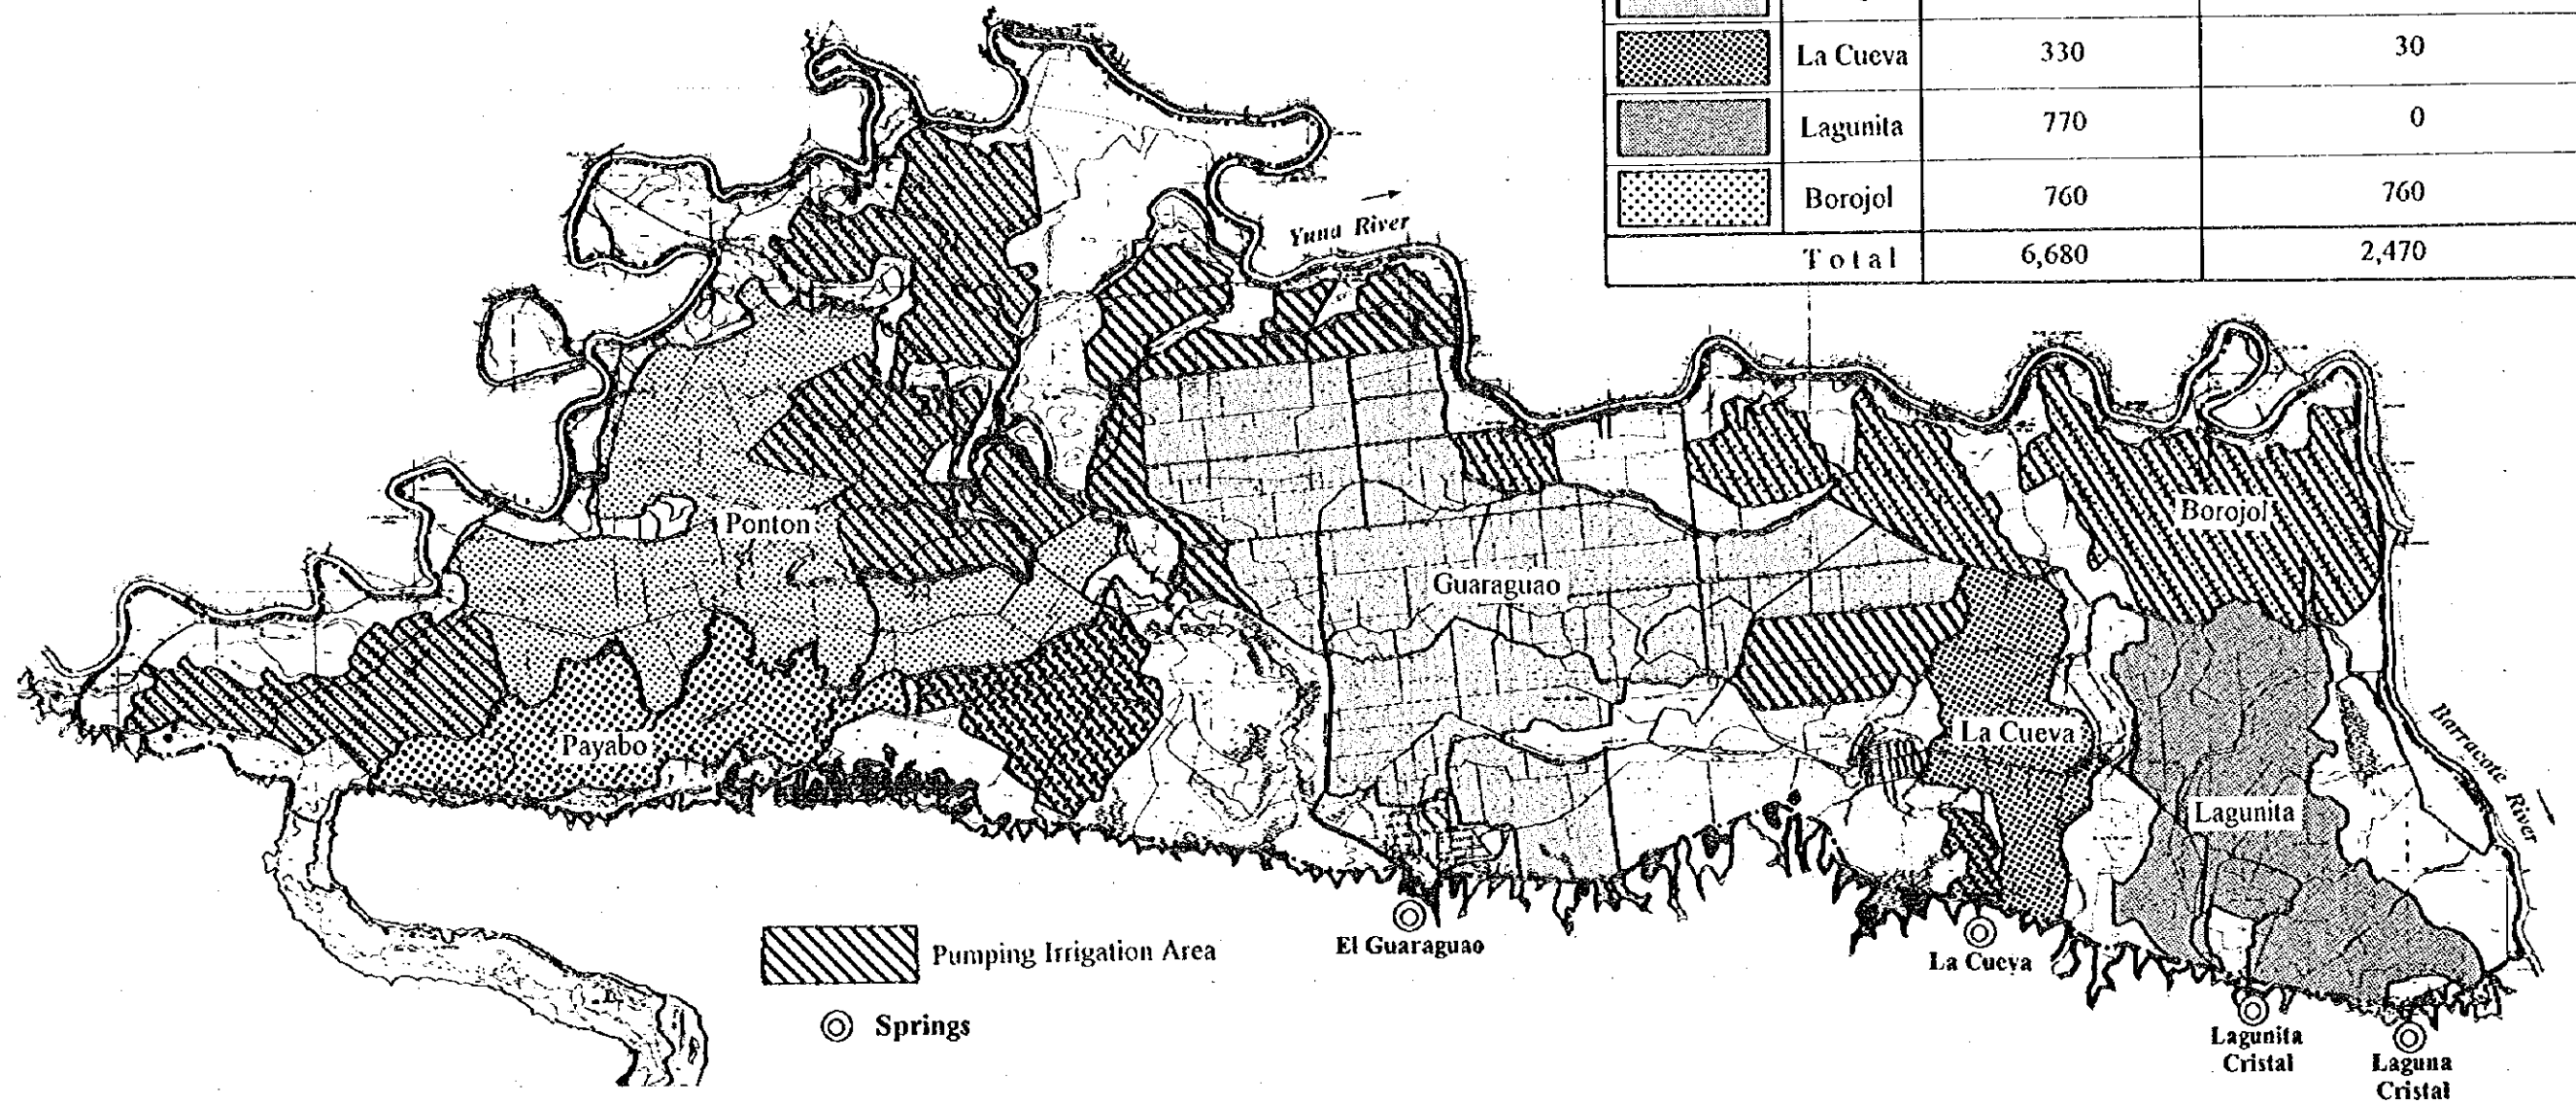 La Cueva 330 30
Lagunita 770 0
Borojol 760 760
Total 6,680 2,470
Yuna River
Ponton
Borojol
Guaraguao
Payabo
La Cueva
Barracote River
Lagunita
Pumping Irrigation Area
Springs
El Guaraguao
La Cueva
Lagunita
Cristal
Laguna
Cristal